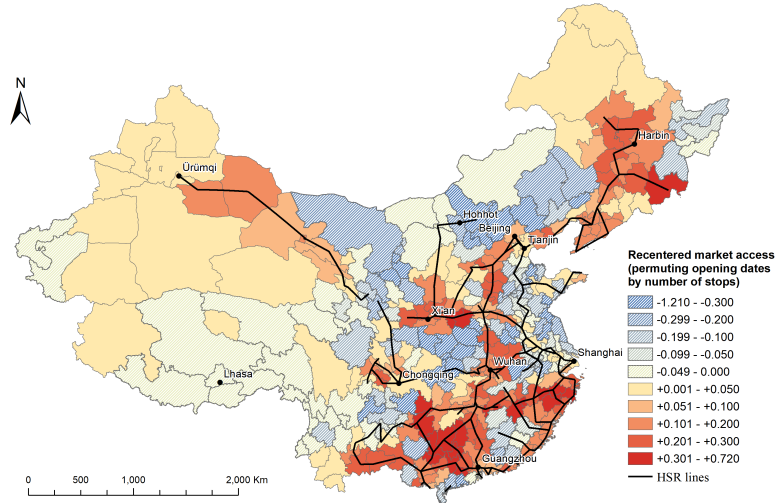 N
Harbin
Ürümqi
Hohhot
Beijing
Tianjin
Xi'an
Shanghai
Wuhan
Lhasa
Chongqing
Guangzhou
Recentered market access
(permuting opening dates
by number of stops)
-1.210 - -0.300
-0.299 - -0.200
-0.199 - -0.100
-0.099 - -0.050
-0.049 - 0.000
+0.001 - +0.050
+0.051 - +0.100
+0.101 - +0.200
+0.201 - +0.300
+0.301 - +0.720
HSR lines
0 500 1,000 2,000 Km